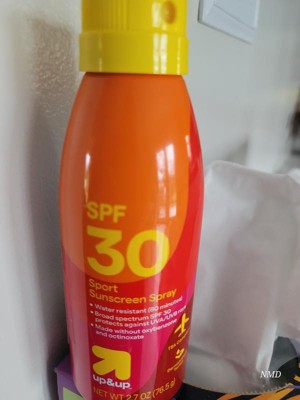 SPF
30
Sport
Sunscreen Spray
• Water resistant (80 minutes)
• Broad spectrum SPF 30
protects against UVA/UVB rays
• Made without oxybenzone
and octinoxate
up&up
NET WT 2.7 OZ (76.5 g)
NMD